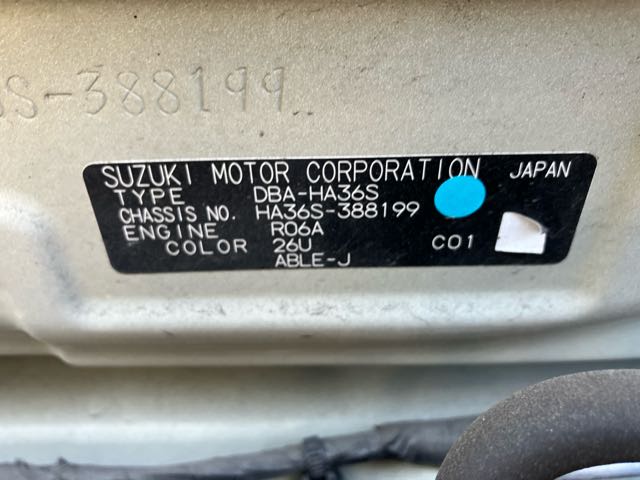 S-388199
SUZUKI MOTOR CORPORATION JAPAN
TYPE DBA-HA36S
CHASSIS NO. HA36S-388199
ENGINE R06A
COLOR 26U C01
ABLE-J